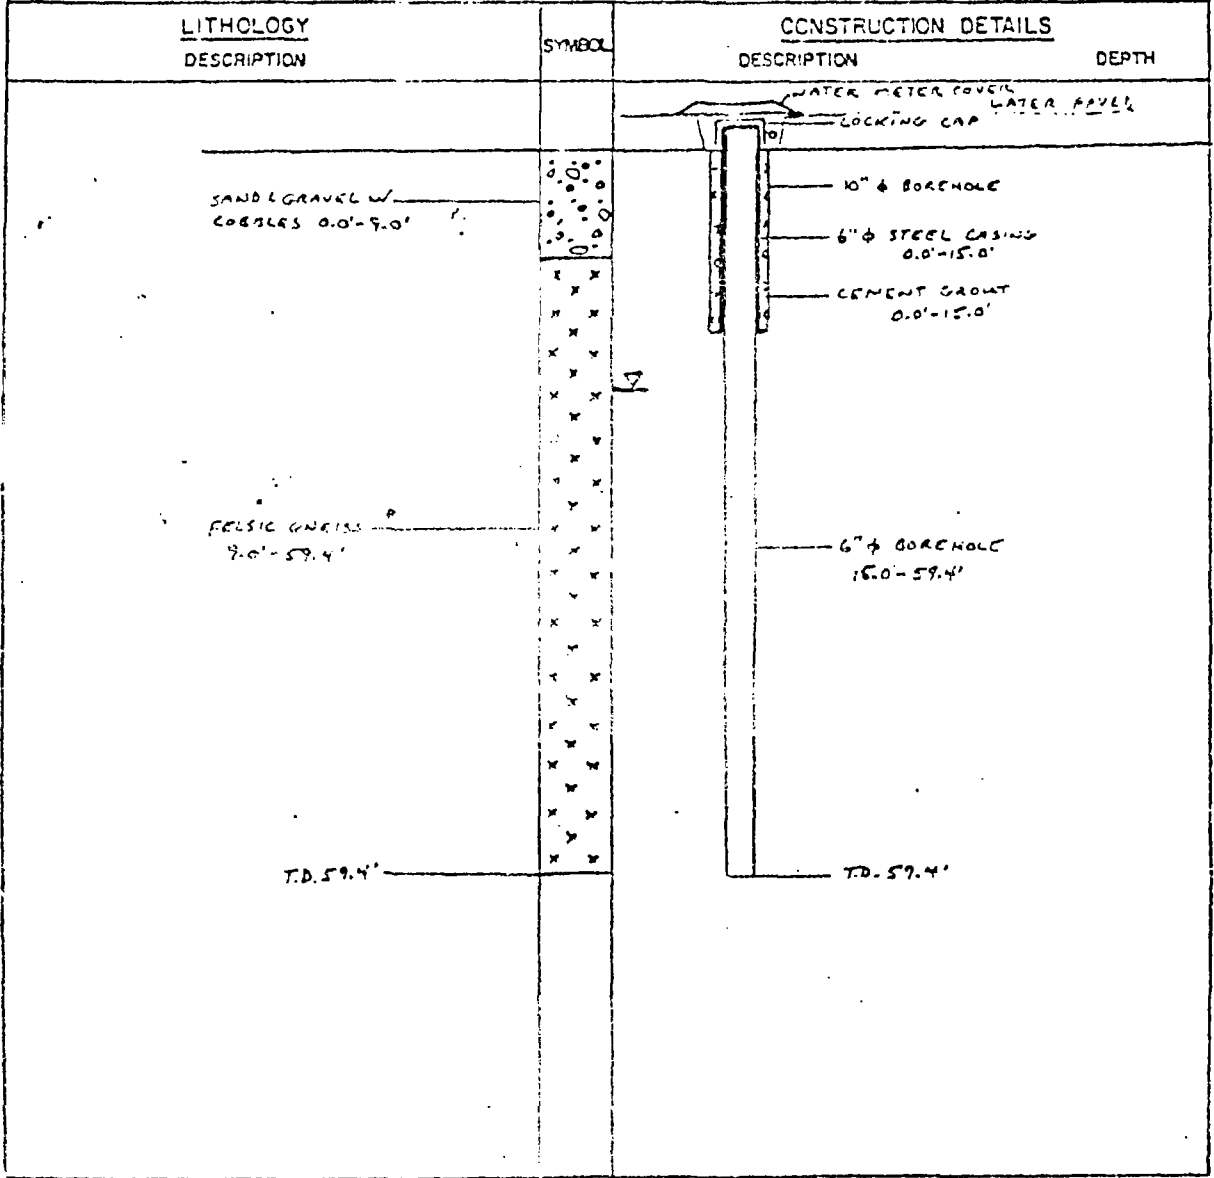 LITHOLOGY
DESCRIPTION
SYMBOL
CONSTRUCTION DETAILS
DESCRIPTION
DEPTH
WATER METER COVER
LATER
LOCKING CAP
SAND & GRAVEL W/
COBBLES 0.0'-9.0'
10" ϕ BOREHOLE
6" ϕ STEEL CASING
0.0'-15.0'
CEMENT GROUT
0.0'-15.0'
FELSIC GNEISS
9.0'-59.4'
6" ϕ BOREHOLE
15.0-59.4'
T.D. 59.4'
T.D. 59.4'